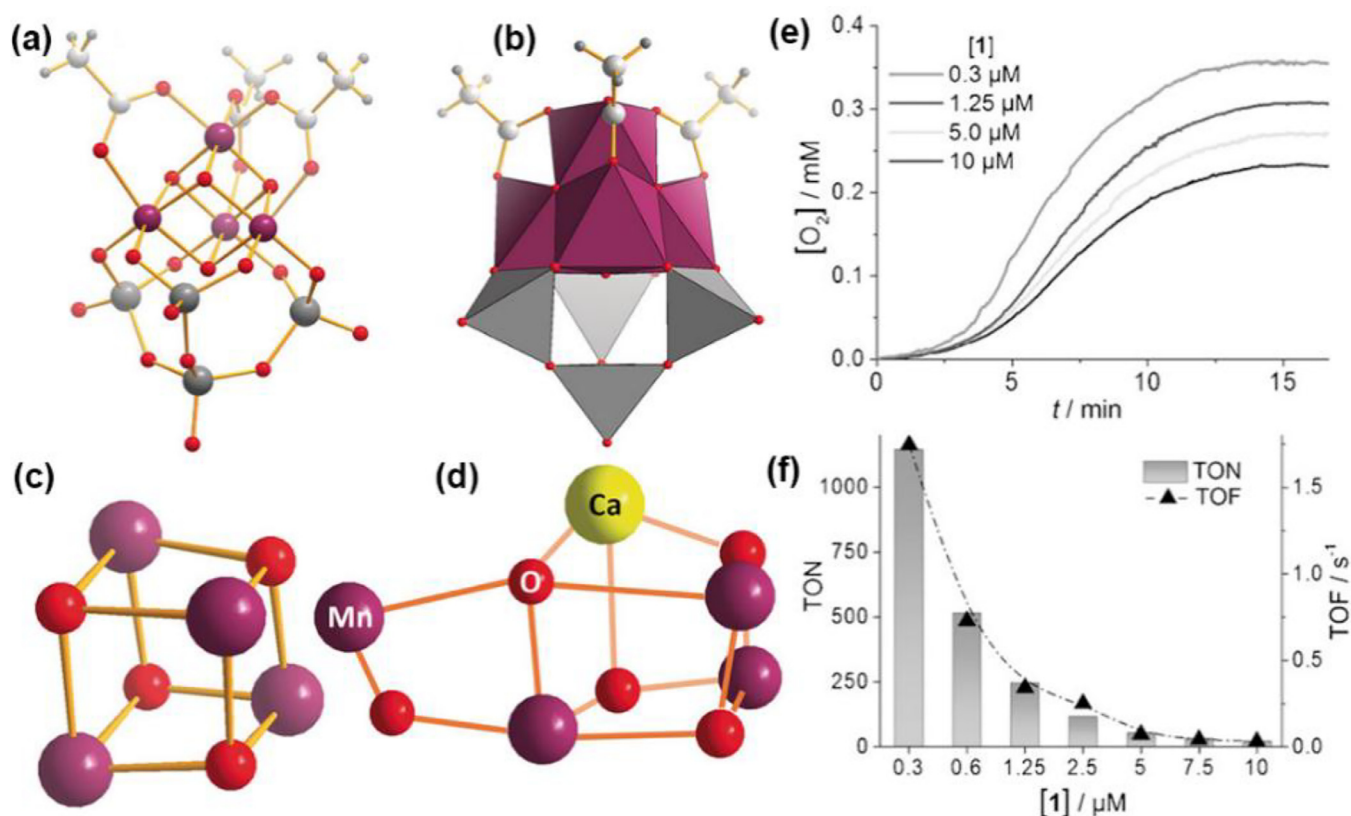 (a)
(b)
(c)
(d)
Ca
O
Mn
(e)
[1]
0.3 µM
1.25 µM
5.0 µM
10 µM
[O₂] / mM
0.4
0.3
0.2
0.1
0.0
0 5 10 15
t / min
(f)
TON
TOF
TON
1000
750
500
250
0
TOF / s⁻¹
1.5
1.0
0.5
0.0
0.3 0.6 1.25 2.5 5 7.5 10
[1] / µM